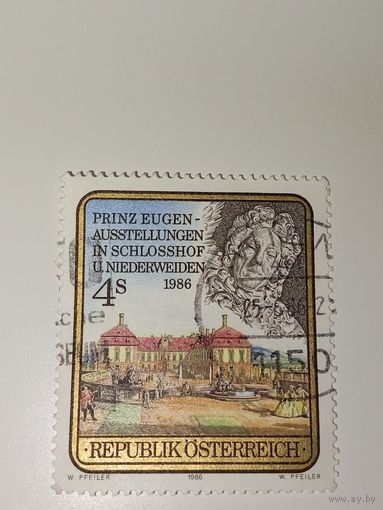 PRINZ EUGEN-
AUSSTELLUNGEN
IN SCHLOSSHOF
U. NIEDERWEIDEN
1986
4S
·REPUBLIK ÖSTERREICH·
W. PFEILER 1986 W. PFEILER
www.ay.by